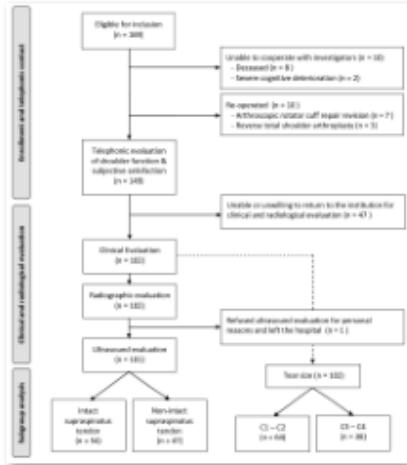 Enrollment and telephonic contact
Eligible for inclusion
(n = 169)
Unable to cooperate with investigators (n = 10)
- Deceased (n = 8)
- Severe cognitive deterioration (n = 2)
Re-operated (n = 10)
- Arthroscopic rotator cuff repair revision (n = 7)
- Reverse total shoulder arthroplasty (n = 3)
Telephonic evaluation
of shoulder function &
subjective satisfaction
(n = 149)
Unable or unwilling to return to the institution for
clinical and radiological evaluation (n = 47)
Clinical and radiological evaluation
Clinical Evaluation
(n = 102)
Radiographic evaluation
(n = 102)
Refused ultrasound evaluation for personal
reasons and left the hospital (n = 1)
Ultrasound evaluation
(n = 101)
Subgroup analysis
Tear size (n = 102)
Intact
supraspinatus
tendon
Non-intact
supraspinatus
tendon
C1 – C2
(n = 64)
C3 – C4
(n = 38)